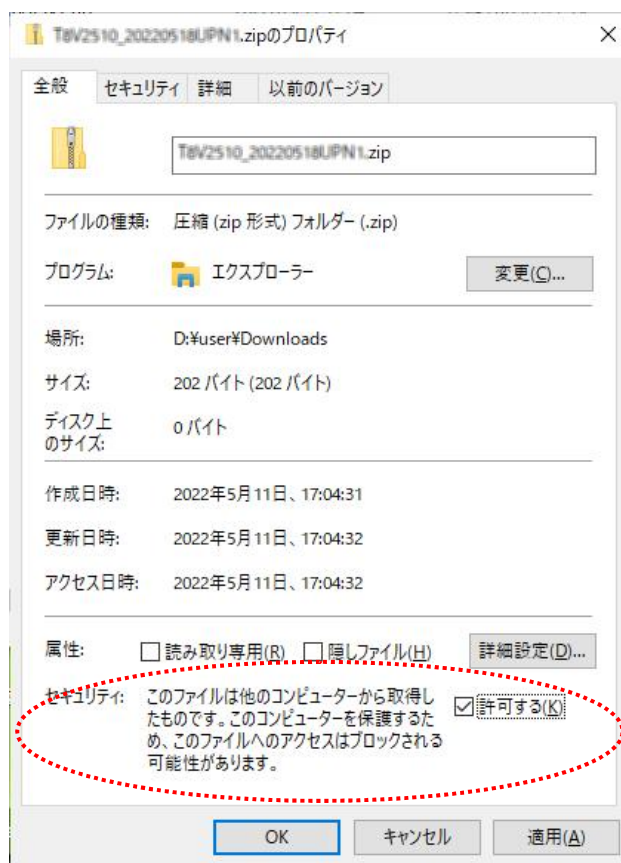 T8V2510_20220518UPN1.zipのプロパティ
全般 セキュリティ 詳細 以前のバージョン
T8V2510_20220518UPN1.zip
ファイルの種類: 圧縮 (zip 形式) フォルダー (.zip)
プログラム: エクスプローラー 変更(C)...
場所: D:¥user¥Downloads
サイズ: 202 バイト (202 バイト)
ディスク上
のサイズ: 0 バイト
作成日時: 2022年5月11日、17:04:31
更新日時: 2022年5月11日、17:04:32
アクセス日時: 2022年5月11日、17:04:32
属性: 読み取り専用(R) 隠しファイル(H) 詳細設定(D)...
セキュリティ: このファイルは他のコンピューターから取得し
たものです。このコンピューターを保護するた
め、このファイルへのアクセスはブロックされる
可能性があります。
許可する(K)
OK キャンセル 適用(A)